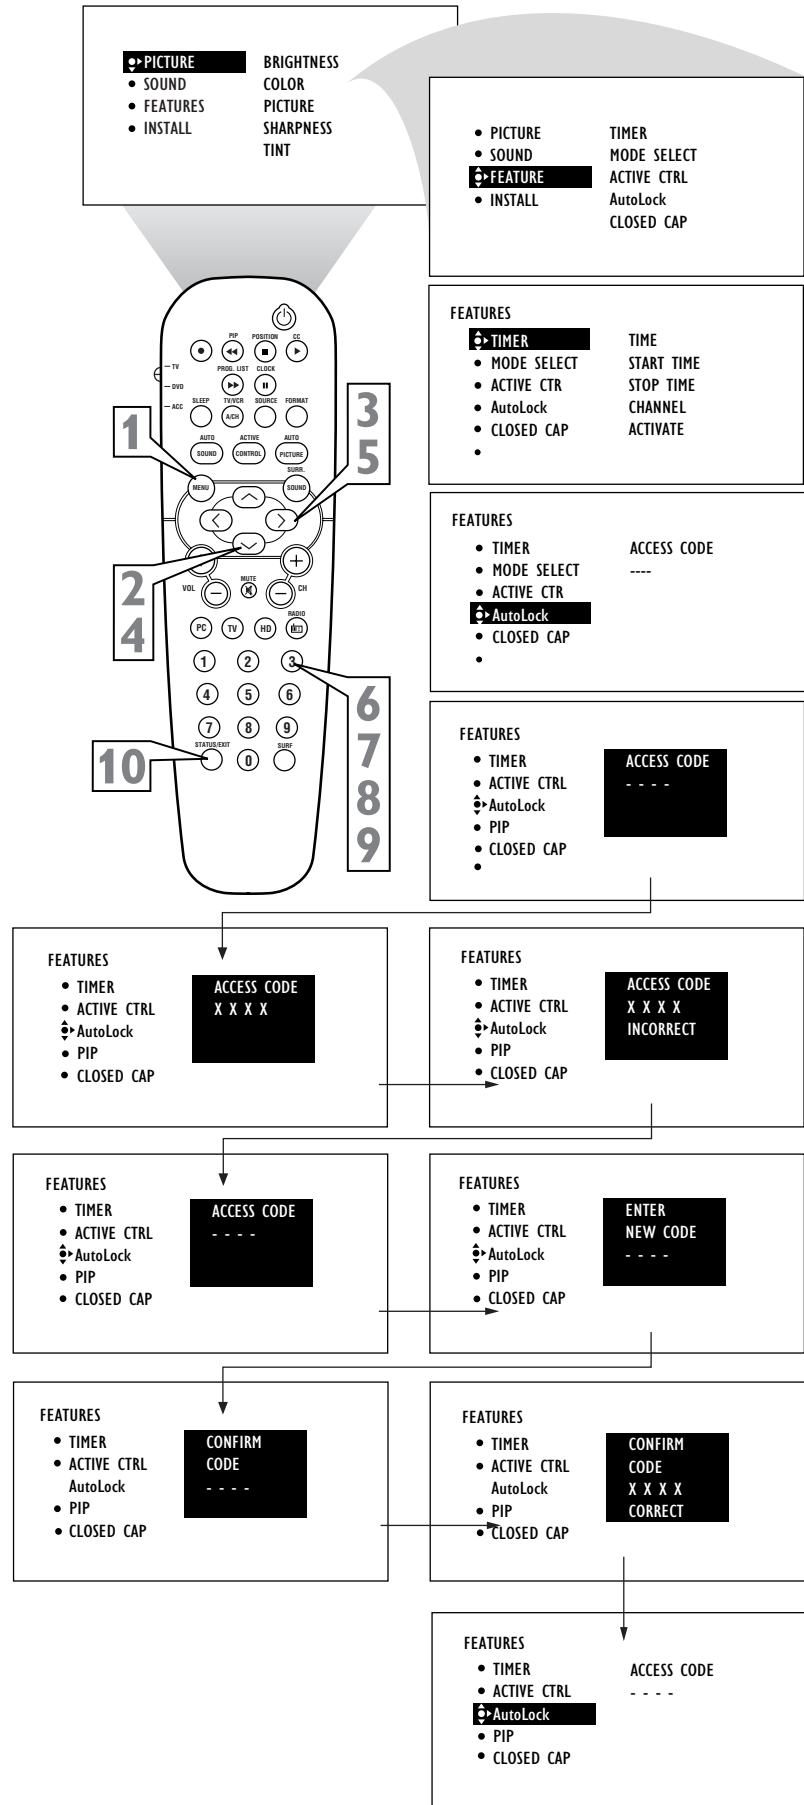 PICTURE BRIGHTNESS
SOUND COLOR
FEATURES PICTURE
INSTALL SHARPNESS
TINT
PICTURE TIMER
SOUND MODE SELECT
FEATURE ACTIVE CTRL
INSTALL AutoLock
CLOSED CAP
FEATURES
TIMER TIME
MODE SELECT START TIME
ACTIVE CTR STOP TIME
AutoLock CHANNEL
CLOSED CAP ACTIVATE
FEATURES
TIMER ACCESS CODE
MODE SELECT ----
ACTIVE CTR
AutoLock
CLOSED CAP
FEATURES
TIMER ACCESS CODE
ACTIVE CTRL - - - -
AutoLock
PIP
CLOSED CAP
PIP POSITION CC
TV
PROG. LIST CLOCK
DVD
ACC
SLEEP TV/VCR SOURCE FORMAT
A/CH
AUTO ACTIVE AUTO
SOUND CONTROL PICTURE
SURR.
MENU SOUND
1
3
5
2
4
VOL MUTE CH
RADIO
PC TV HD
1 2 3
4 5 6
7 8 9
STATUS/EXIT 0 SURF
10
6
7
8
9
FEATURES
TIMER ACCESS CODE
ACTIVE CTRL X X X X
AutoLock
PIP
CLOSED CAP
FEATURES
TIMER ACCESS CODE
ACTIVE CTRL X X X X
AutoLock INCORRECT
PIP
CLOSED CAP
FEATURES
TIMER ACCESS CODE
ACTIVE CTRL - - - -
AutoLock
PIP
CLOSED CAP
FEATURES
TIMER ENTER
ACTIVE CTRL NEW CODE
AutoLock - - - -
PIP
CLOSED CAP
FEATURES
TIMER CONFIRM
ACTIVE CTRL CODE
AutoLock - - - -
PIP
CLOSED CAP
FEATURES
TIMER CONFIRM
ACTIVE CTRL CODE
AutoLock X X X X
PIP CORRECT
CLOSED CAP
FEATURES
TIMER ACCESS CODE
ACTIVE CTRL - - - -
AutoLock
PIP
CLOSED CAP